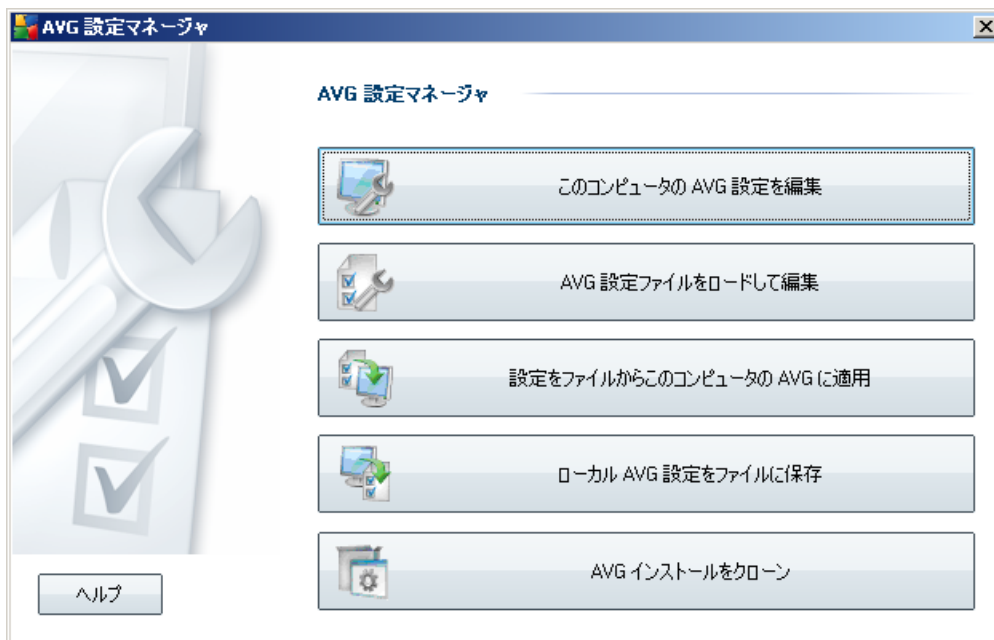 AVG 設定マネージャ
AVG 設定マネージャ
このコンピュータの AVG 設定を編集
AVG 設定ファイルをロードして編集
設定をファイルからこのコンピュータの AVG に適用
ローカル AVG 設定をファイルに保存
AVG インストールをクローン
ヘルプ